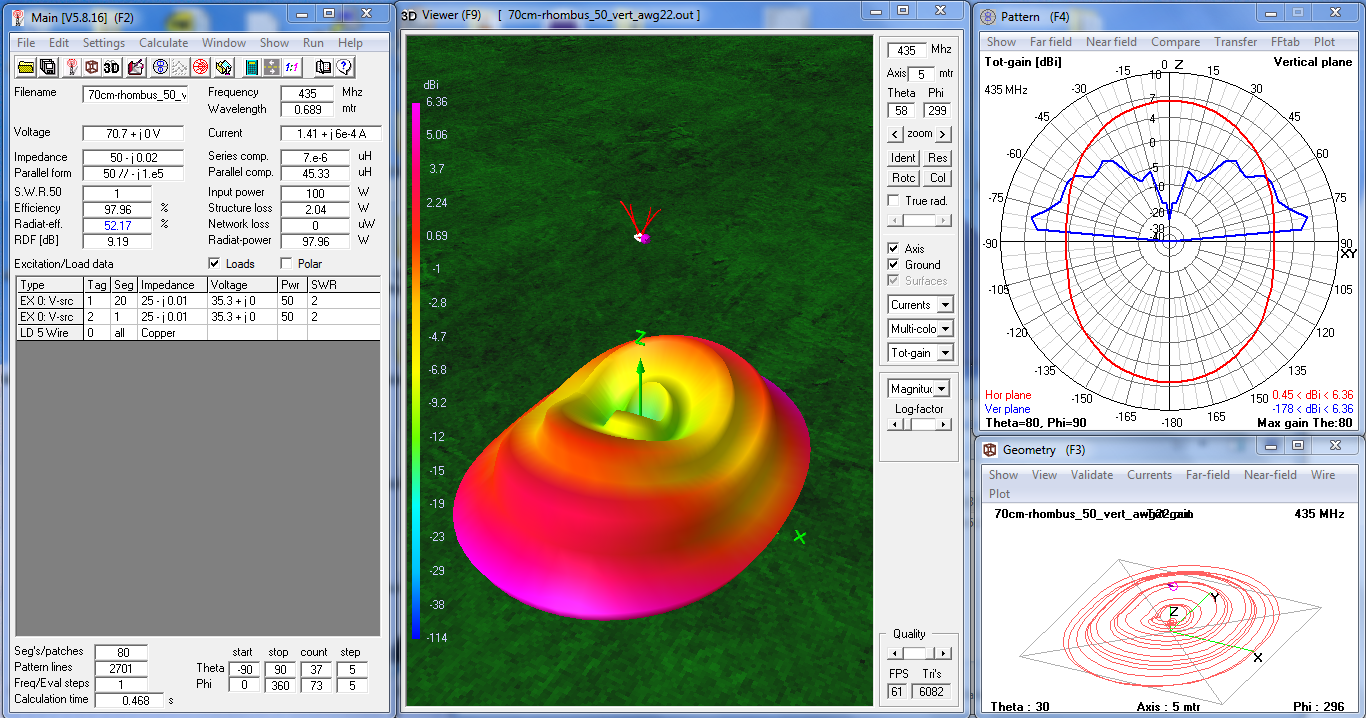 Main [V5.8.16] (F2)
File Edit Settings Calculate Window Show Run Help
3D 1:1
Filename 70cm-rhombus_50_v Frequency 435 Mhz
Wavelength 0.689 mtr
Voltage 70.7 + j 0 V Current 1.41 + j 6e-4 A
Impedance 50 - j 0.02 Series comp. 7.e-6 uH
Parallel form 50 // - j 1.e5 Parallel comp. 45.33 uH
S.W.R.50 1 Input power 100 W
Efficiency 97.96 % Structure loss 2.04 W
Radiat-eff. 52.17 % Network loss 0 uW
RDF [dB] 9.19 Radiat-power 97.96 W
Excitation/Load data Loads Polar
Type Tag Seg Impedance Voltage Pwr SWR
EX 0: V-src 1 20 25 - j 0.01 35.3 + j 0 50 2
EX 0: V-src 2 1 25 - j 0.01 35.3 + j 0 50 2
LD 5 Wire 0 all Copper
Seg's/patches 80
start stop count step
Pattern lines 2701
Theta -90 90 37 5
Freq/Eval steps 1
Phi 0 360 73 5
Calculation time 0.468 s
3D Viewer (F9) [ 70cm-rhombus_50_vert_awg22.out ]
dBi
6.36
5.06
3.7
2.24
0.69
-1
-2.8
-4.7
-6.8
-9.2
-12
-15
-19
-23
-29
-38
-114
Z
X
435 Mhz
Axis 5 mtr
Theta Phi
58 299
< zoom >
Ident Res
Rotc Col
True rad.
Axis
Ground
Surfaces
Currents
Multi-colo
Tot-gain
Log-factor
Quality
FPS Tri's
61 6082
Pattern (F4)
Show Far field Near field Compare Transfer FFtab Plot
Tot-gain [dBi] Vertical plane
435 MHz
10 Z
-15 15
-30 30
-45 45
-60 60
-75 75
-90 90
XY
-105 105
-120 120
-135 135
-150 150
-165 165
-180
7
4
0
-5
-10
-20
-30
Hor plane 0.45 < dBi < 6.36
Ver plane -178 < dBi < 6.36
Theta=80, Phi=90 Max gain The:80
Geometry (F3)
Show View Validate Currents Far-field Near-field Wire
Plot
435 MHz
Z
Y
X
Theta : 30 Axis : 5 mtr Phi : 296